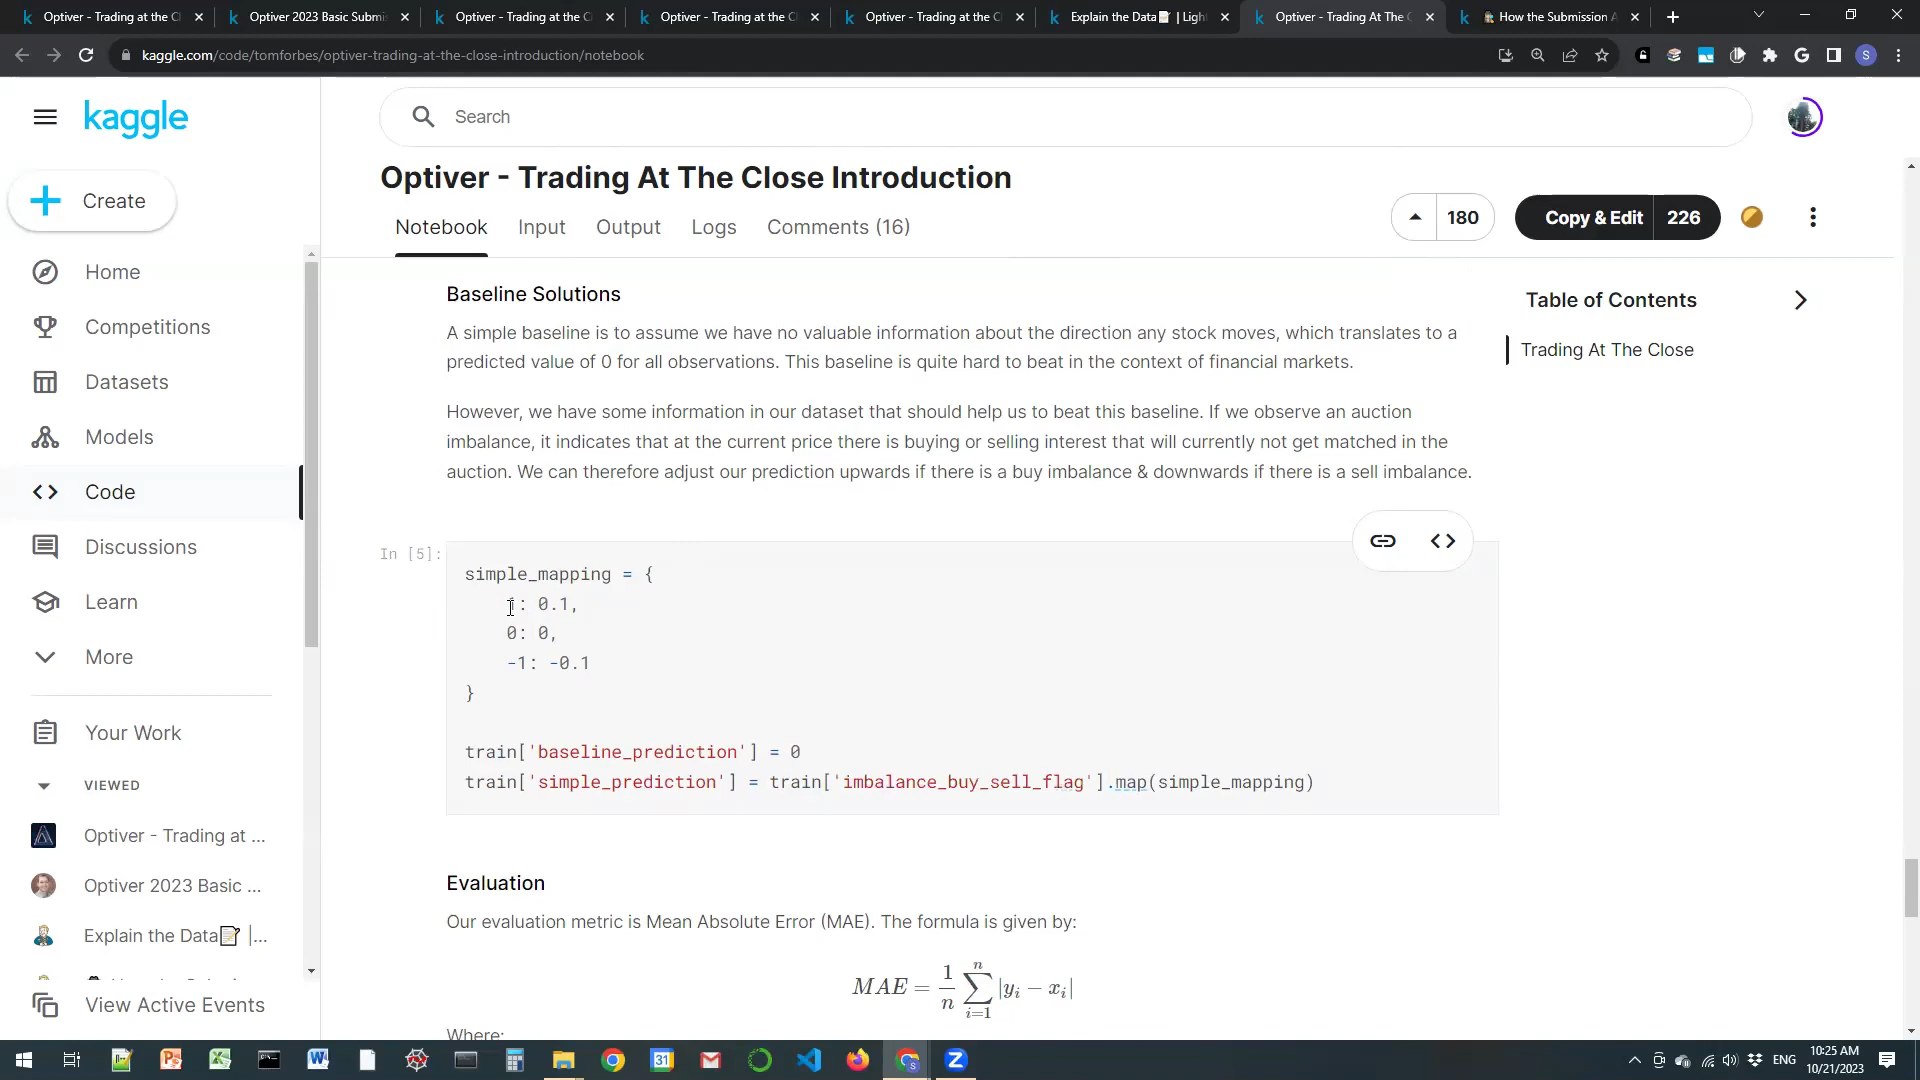 Optiver - Trading at the C
Optiver 2023 Basic Submi
Optiver - Trading at the C
Optiver - Trading at the C
Optiver - Trading at the C
Explain the Data📝 | Ligh
Optiver - Trading At The C
How the Submission A
kaggle.com/code/tomforbes/optiver-trading-at-the-close-introduction/notebook
S
kaggle
Search
Create
Home
Competitions
Datasets
Models
Code
Discussions
Learn
More
Your Work
VIEWED
Optiver - Trading at ...
Optiver 2023 Basic ...
Explain the Data📝 |...
View Active Events
Optiver - Trading At The Close Introduction
Notebook
Input
Output
Logs
Comments (16)
180
Copy & Edit
226
Table of Contents
Trading At The Close
Baseline Solutions
A simple baseline is to assume we have no valuable information about the direction any stock moves, which translates to a
predicted value of 0 for all observations. This baseline is quite hard to beat in the context of financial markets.
However, we have some information in our dataset that should help us to beat this baseline. If we observe an auction
imbalance, it indicates that at the current price there is buying or selling interest that will currently not get matched in the
auction. We can therefore adjust our prediction upwards if there is a buy imbalance & downwards if there is a sell imbalance.
In [5]:
simple_mapping = {
1: 0.1,
0: 0,
-1: -0.1
}
train['baseline_prediction'] = 0
train['simple_prediction'] = train['imbalance_buy_sell_flag'].map(simple_mapping)
Evaluation
Our evaluation metric is Mean Absolute Error (MAE). The formula is given by:
MAE = \frac{1}{n} \sum_{i=1}^{n} |y_i - x_i|
Where:
31
ENG
10:25 AM
10/21/2023